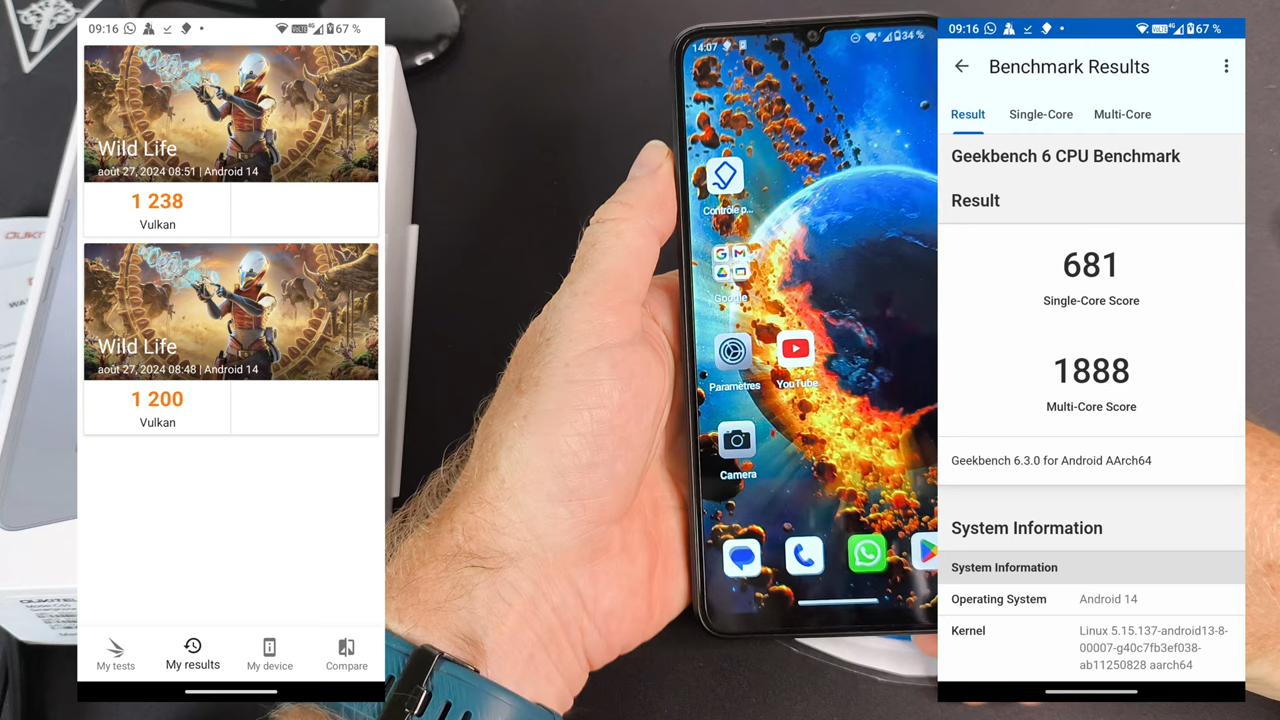 09:16
VoLTE 4G 67 %
Wild Life
août 27, 2024 08:51 | Android 14
1 238
Vulkan
Wild Life
août 27, 2024 08:48 | Android 14
1 200
Vulkan
My tests
My results
My device
Compare
14:07
34 %
Contrôle p...
Google
Paramètres
YouTube
Camera
09:16
VoLTE 4G 67 %
Benchmark Results
Result
Single-Core
Multi-Core
Geekbench 6 CPU Benchmark
Result
681
Single-Core Score
1888
Multi-Core Score
Geekbench 6.3.0 for Android AArch64
System Information
System Information
Operating System
Android 14
Kernel
Linux 5.15.137-android13-8-
00007-g40c7fb3ef038-
ab11250828 aarch64